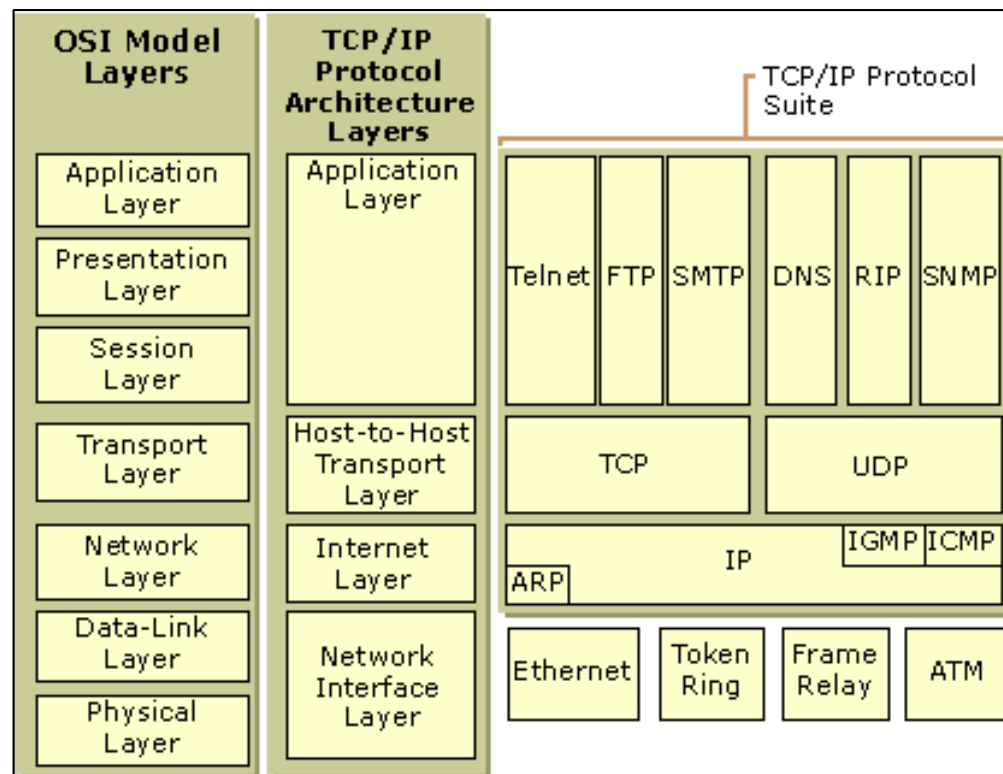 OSI Model
Layers
Application
Layer
Presentation
Layer
Session
Layer
Transport
Layer
Network
Layer
Data-Link
Layer
Physical
Layer
TCP/IP
Protocol
Architecture
Layers
Application
Layer
Host-to-Host
Transport
Layer
Internet
Layer
Network
Interface
Layer
TCP/IP Protocol
Suite
Telnet
FTP
SMTP
DNS
RIP
SNMP
TCP
UDP
IP
IGMP
ICMP
ARP
Ethernet
Token
Ring
Frame
Relay
ATM